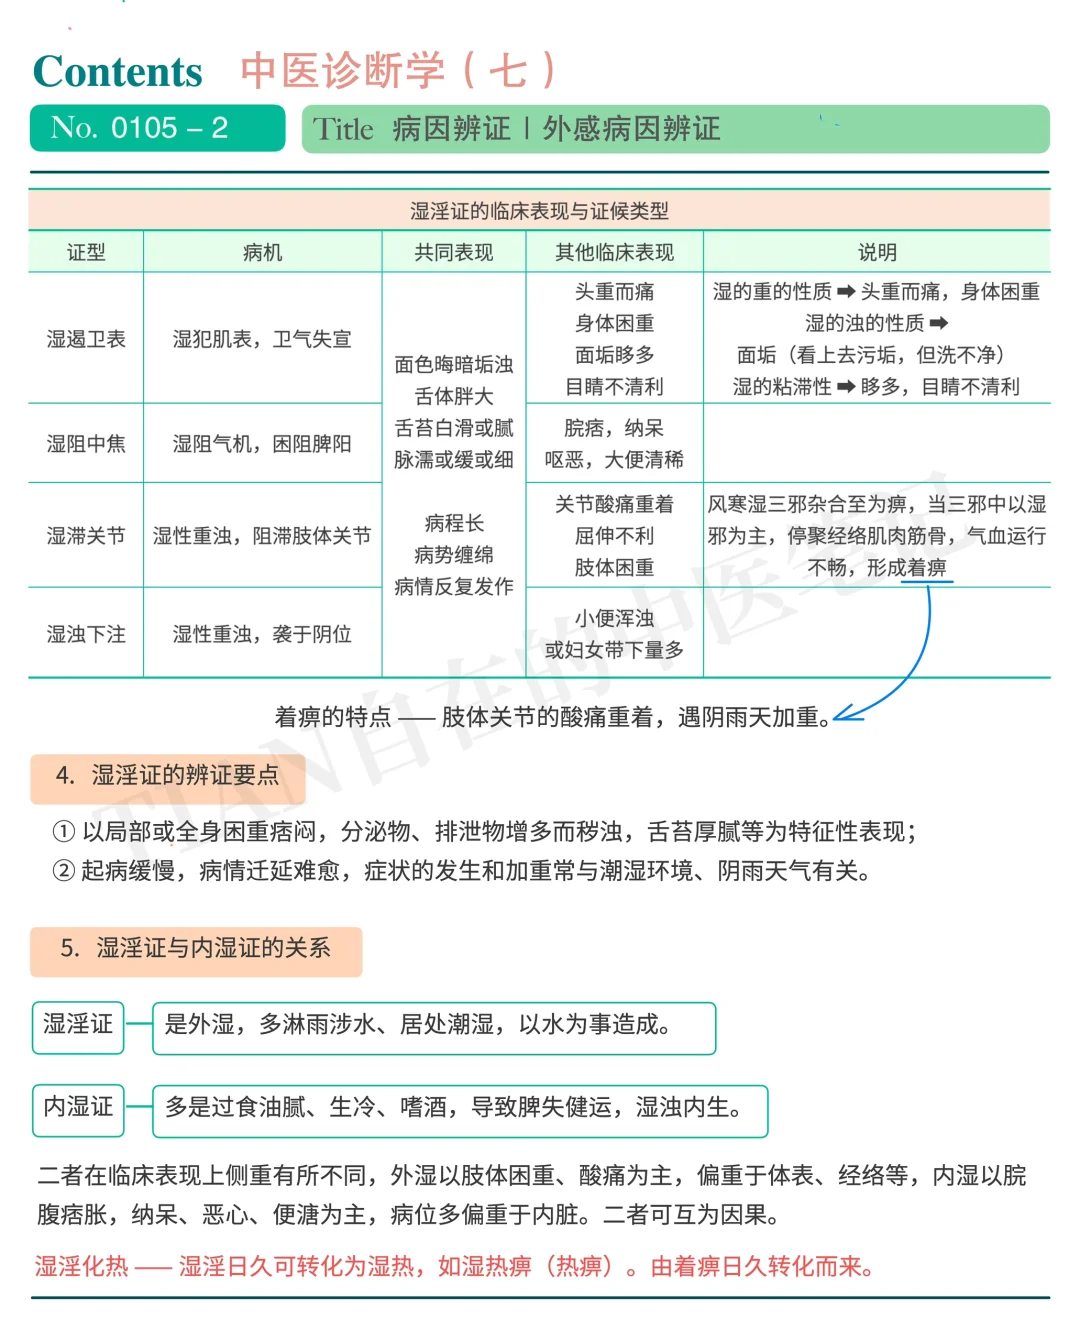 Contents 中医诊断学（七）
No. 0105 – 2
Title 病因辨证 | 外感病因辨证
湿淫证的临床表现与证候类型
证型 病机 共同表现 其他临床表现 说明
湿遏卫表
湿犯肌表，卫气失宣
面色晦暗垢浊
舌体胖大
舌苔白滑或腻
脉濡或缓或细
病程长
病势缠绵
病情反复发作
头重而痛
身体困重
面垢眵多
目睛不清利
湿的重的性质 ➡ 头重而痛，身体困重
湿的浊的性质 ➡
面垢（看上去污垢，但洗不净）
湿的粘滞性 ➡ 眵多，目睛不清利
湿阻中焦
湿阻气机，困阻脾阳
脘痞，纳呆
呕恶，大便清稀
湿滞关节
湿性重浊，阻滞肢体关节
关节酸痛重着
屈伸不利
肢体困重
风寒湿三邪杂合至为痹，当三邪中以湿
邪为主，停聚经络肌肉筋骨，气血运行
不畅，形成着痹
湿浊下注
湿性重浊，袭于阴位
小便浑浊
或妇女带下量多
着痹的特点 —— 肢体关节的酸痛重着，遇阴雨天加重。
4. 湿淫证的辨证要点
① 以局部或全身困重痞闷，分泌物、排泄物增多而秽浊，舌苔厚腻等为特征性表现；
② 起病缓慢，病情迁延难愈，症状的发生和加重常与潮湿环境、阴雨天气有关。
5. 湿淫证与内湿证的关系
湿淫证 是外湿，多淋雨涉水、居处潮湿，以水为事造成。
内湿证 多是过食油腻、生冷、嗜酒，导致脾失健运，湿浊内生。
二者在临床表现上侧重有所不同，外湿以肢体困重、酸痛为主，偏重于体表、经络等，内湿以脘
腹痞胀，纳呆、恶心、便溏为主，病位多偏重于内脏。二者可互为因果。
湿淫化热 —— 湿淫日久可转化为湿热，如湿热痹（热痹）。由着痹日久转化而来。
TIAN自在的中医笔记